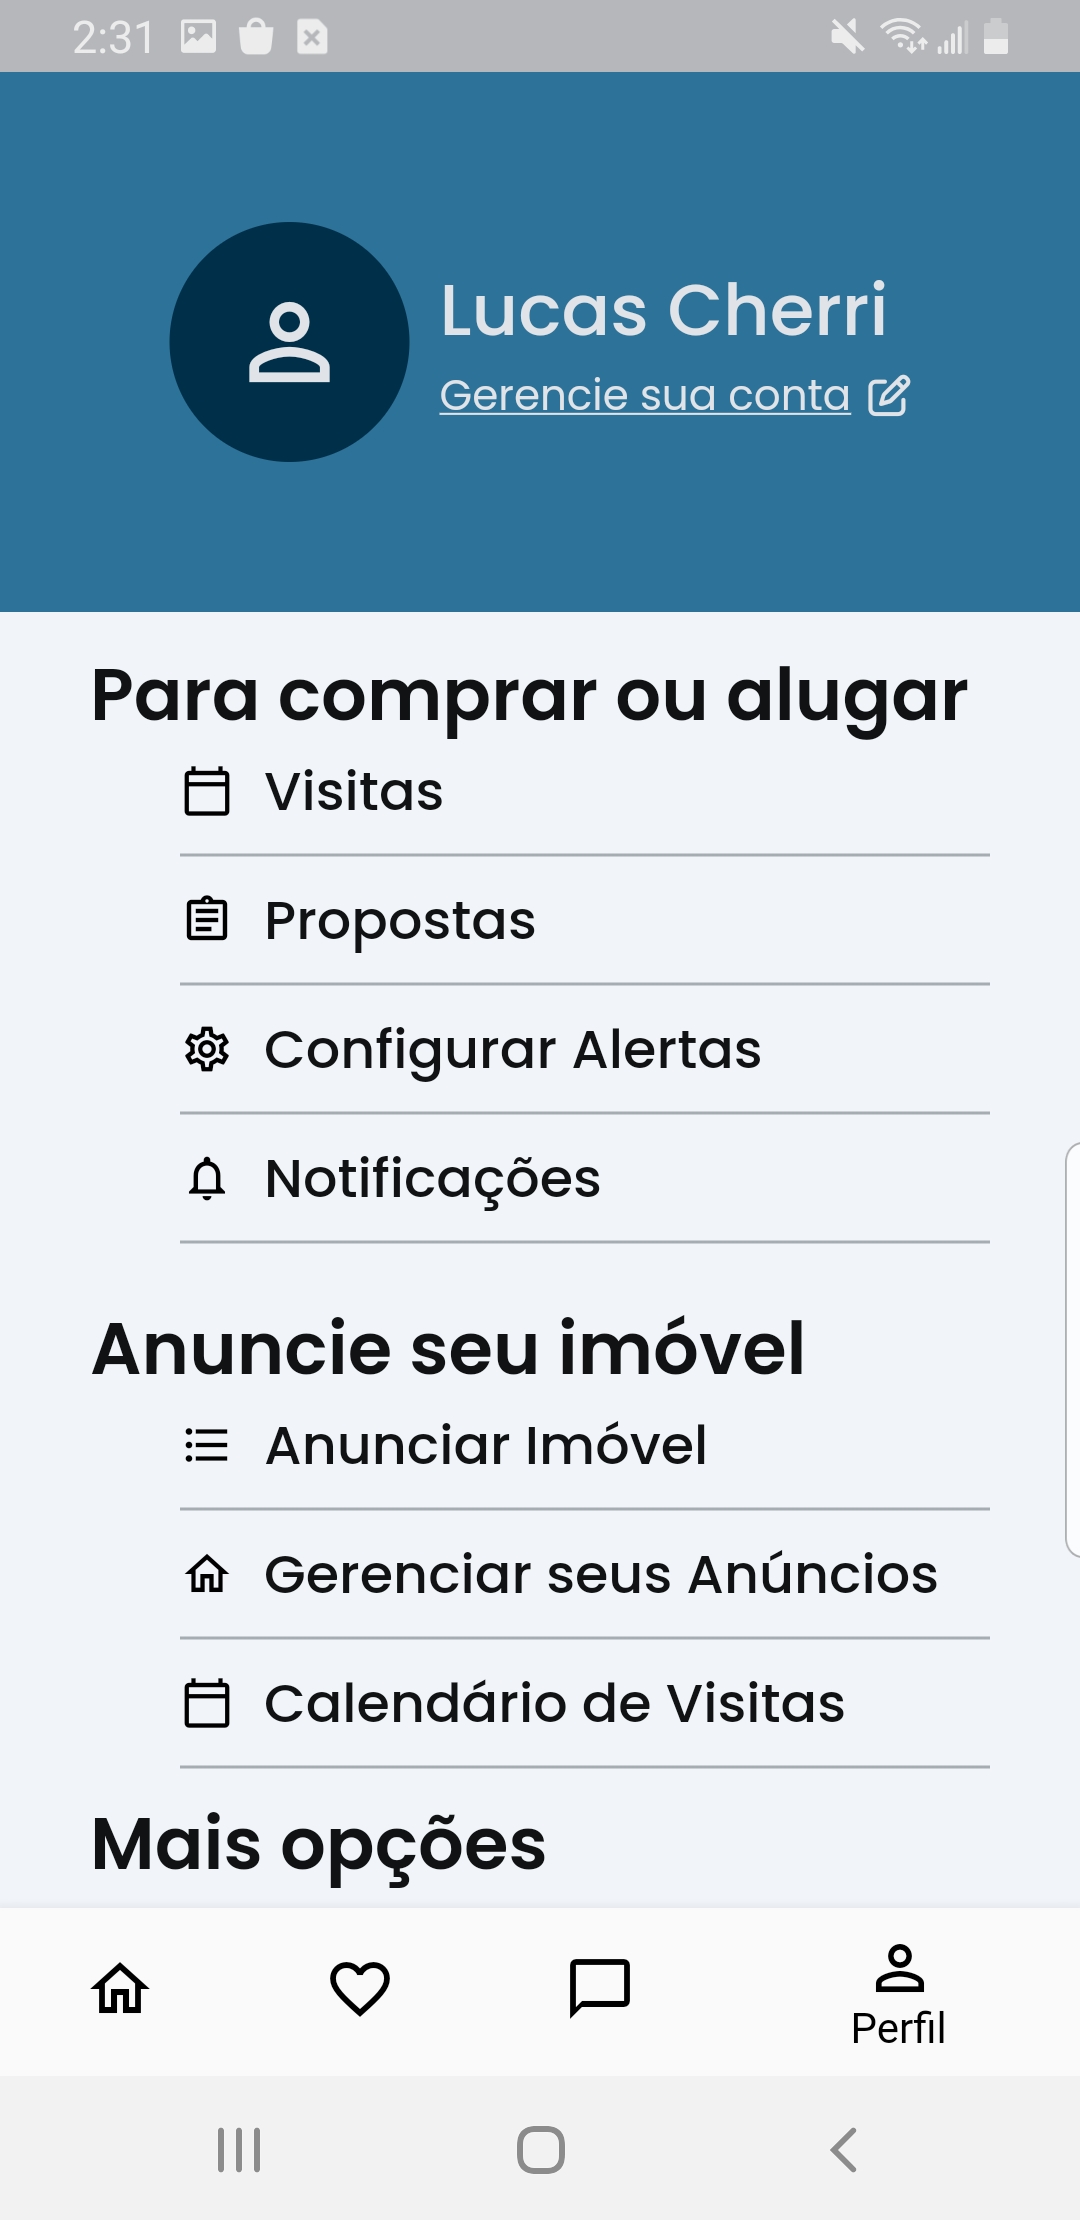 2:31
Lucas Cherri
Gerencie sua conta
Para comprar ou alugar
Visitas
Propostas
Configurar Alertas
Notificações
Anuncie seu imóvel
Anunciar Imóvel
Gerenciar seus Anúncios
Calendário de Visitas
Mais opções
Perfil